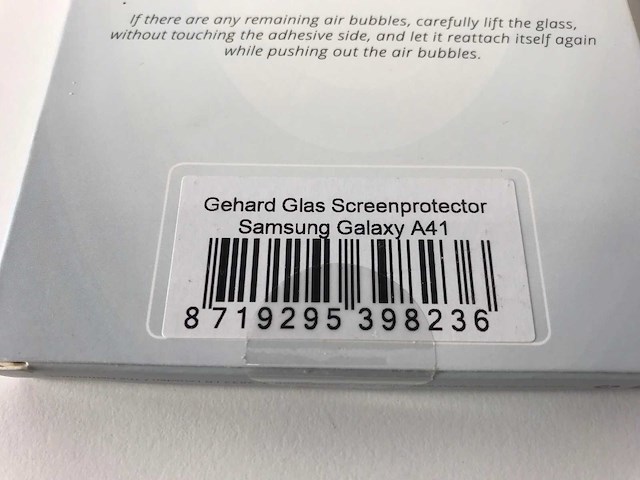 If there are any remaining air bubbles, carefully lift the glass,
without touching the adhesive side, and let it reattach itself again
while pushing out the air bubbles.
Gehard Glas Screenprotector
Samsung Galaxy A41
8 719295 398236